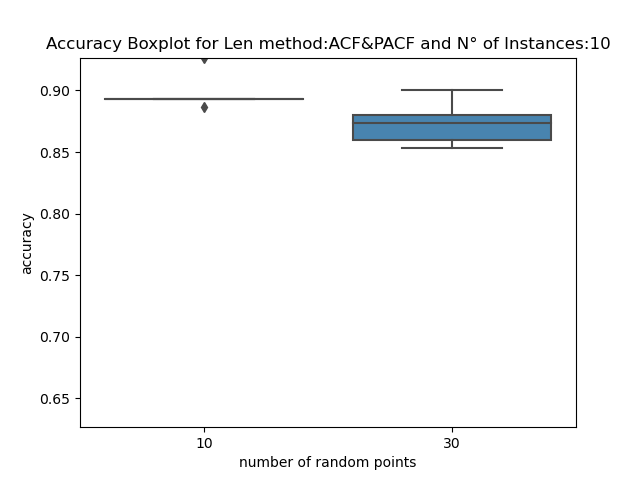 Accuracy Boxplot for Len method:ACF&PACF and N° of Instances:10
0.90
0.85
0.80
0.75
0.70
0.65
accuracy
10 30
number of random points